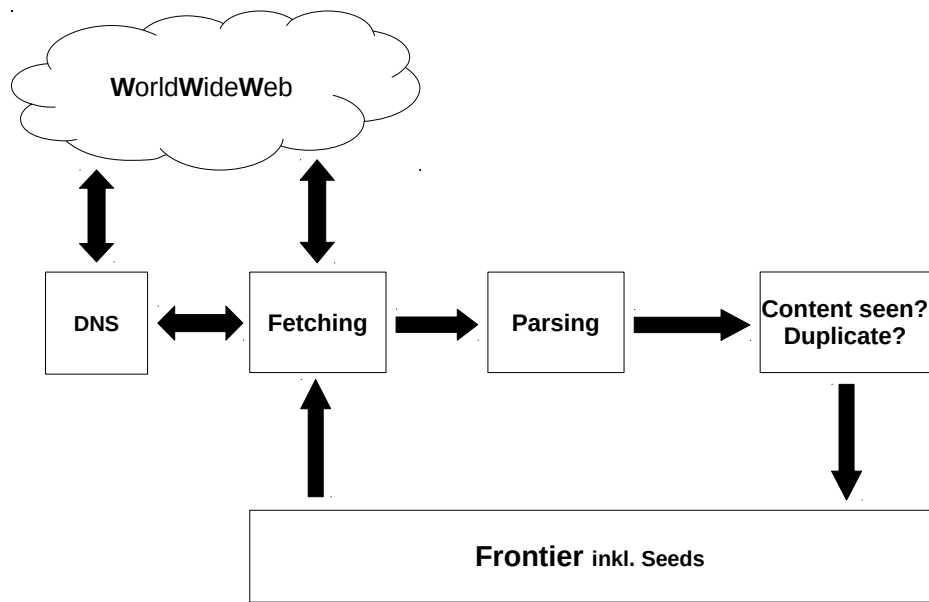 WorldWideWeb
DNS
Fetching
Parsing
Content seen?
Duplicate?
Frontier inkl. Seeds